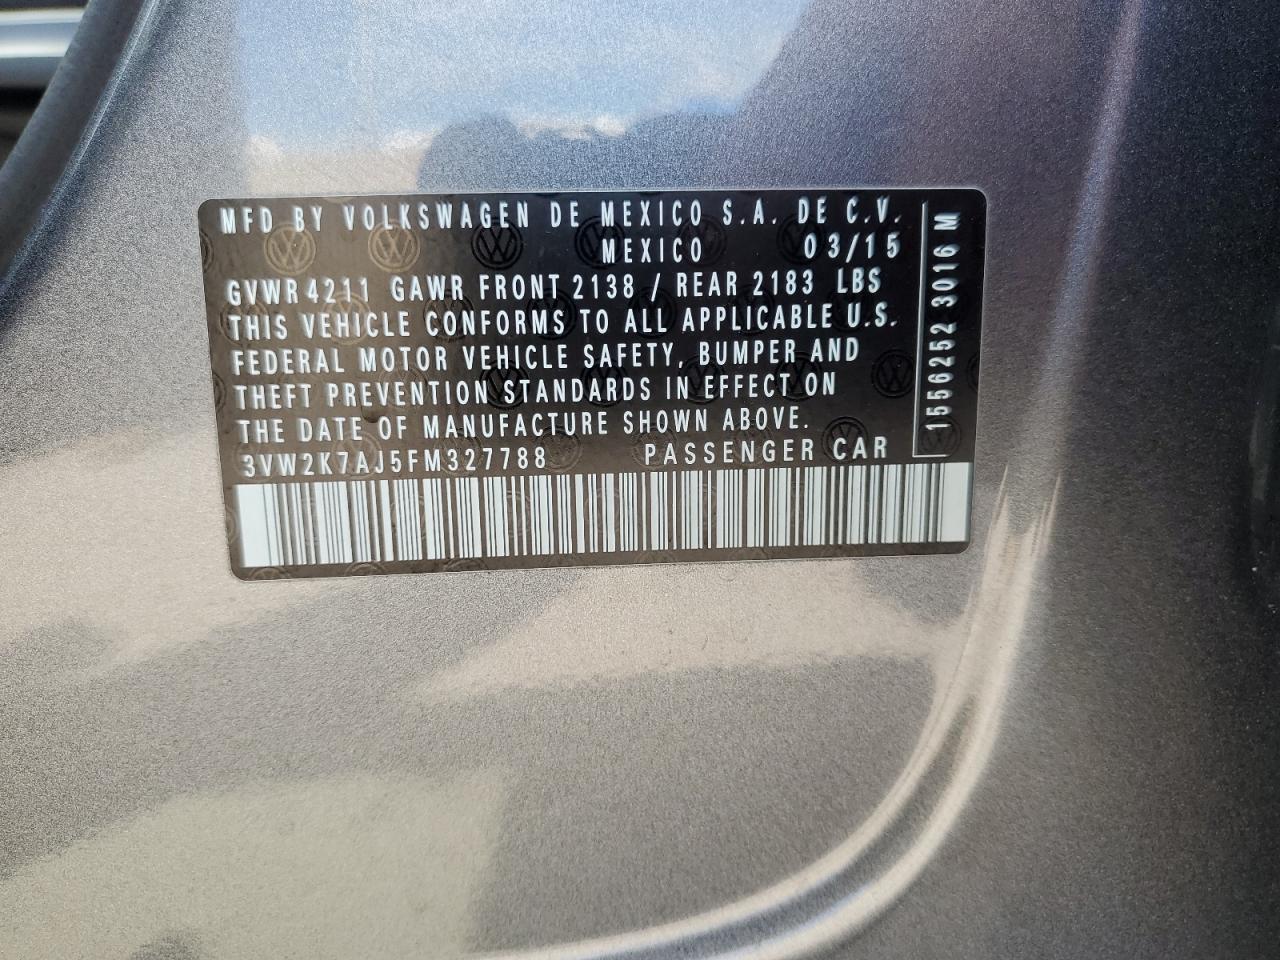 MFD BY VOLKSWAGEN DE MEXICO S.A. DE C.V.
MEXICO 03/15
GVWR 4211 GAWR FRONT 2138 / REAR 2183 LBS
THIS VEHICLE CONFORMS TO ALL APPLICABLE U.S.
FEDERAL MOTOR VEHICLE SAFETY, BUMPER AND
THEFT PREVENTION STANDARDS IN EFFECT ON
THE DATE OF MANUFACTURE SHOWN ABOVE.
3VW2K7AJ5FM327788 PASSENGER CAR
1556252 3016 M